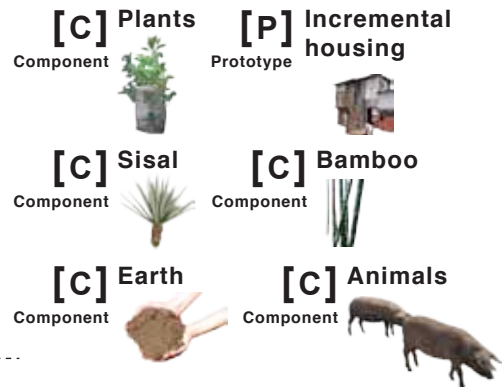 [C] Plants
Component
[P] Incremental
housing
Prototype
[C] Sisal
Component
[C] Bamboo
Component
[C] Earth
Component
[C] Animals
Component